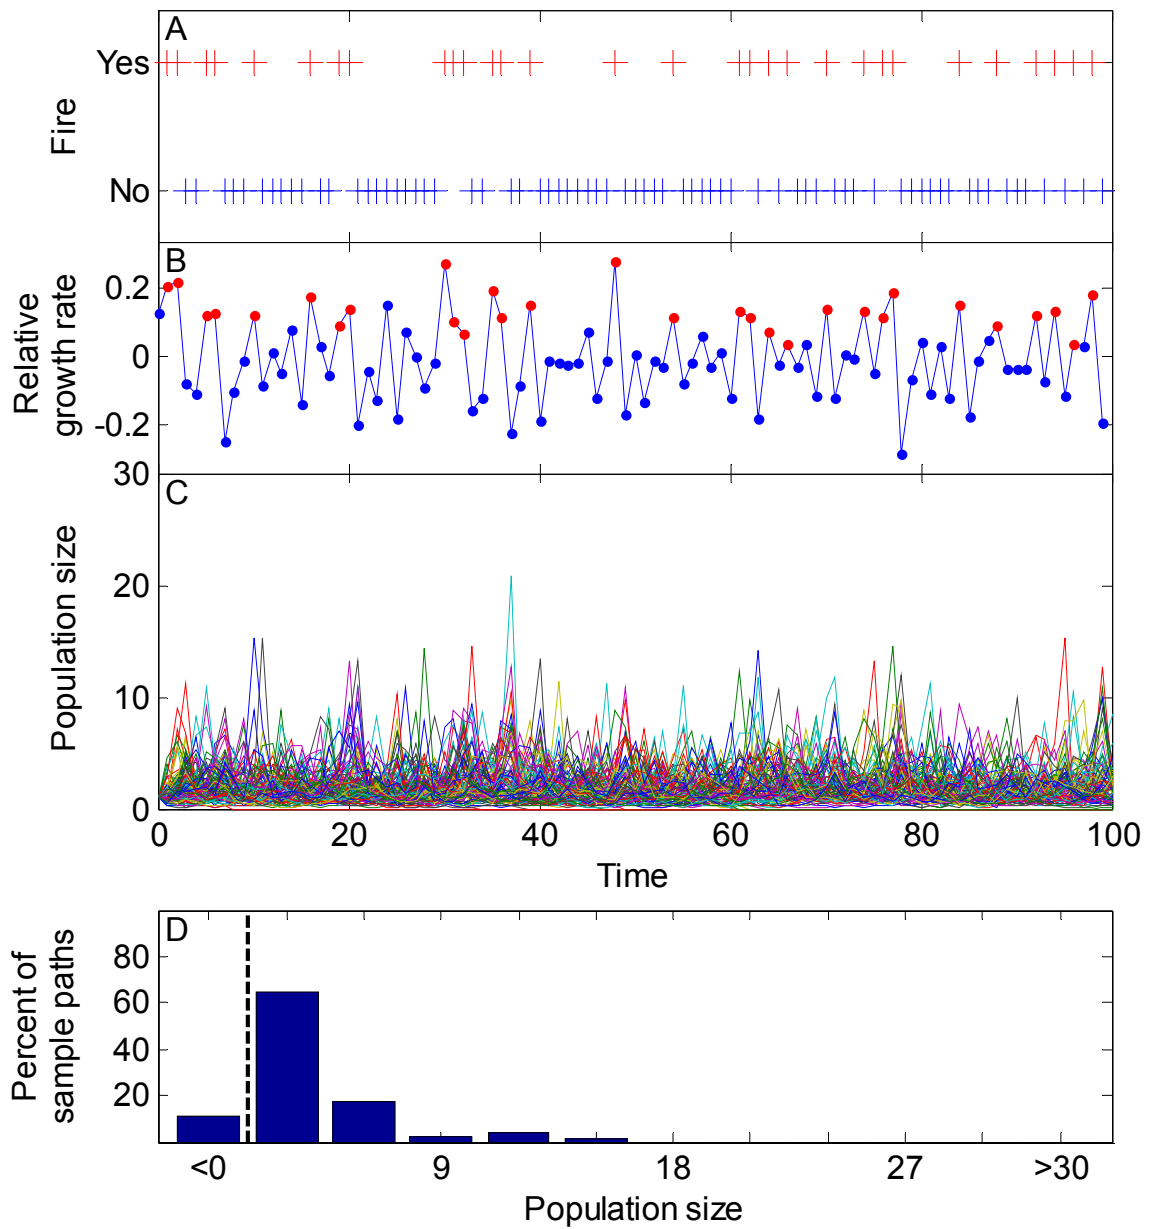 A
Yes
Fire
No
B
Relative
growth rate
0.2
0
-0.2
C
Population size
30
20
10
0
0 20 40 60 80 100
Time
D
Percent of
sample paths
80
60
40
20
<0 9 18 27 >30
Population size